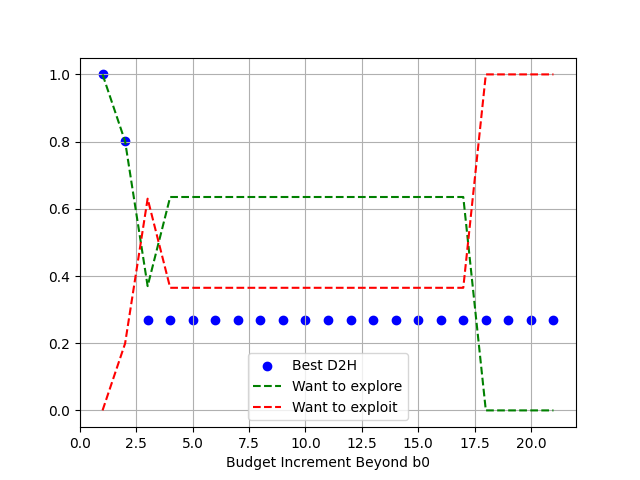 1.0
0.8
0.6
0.4
0.2
0.0
Best D2H
Want to explore
Want to exploit
0.0 2.5 5.0 7.5 10.0 12.5 15.0 17.5 20.0
Budget Increment Beyond b0